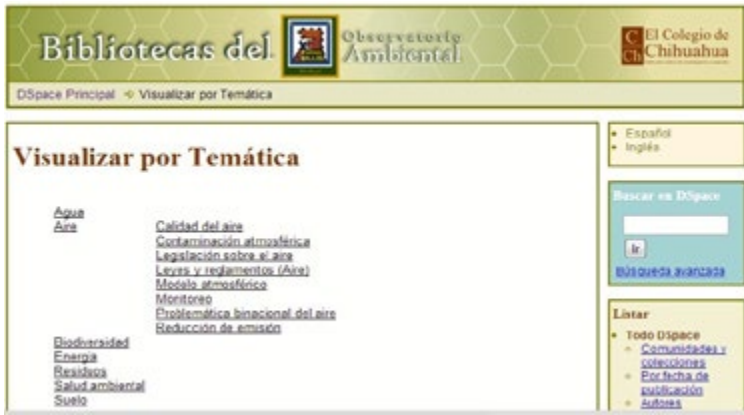 Bibliotecas del Observatorio Ambiental
El Colegio de Chihuahua
DSpace Principal Visualizar por Temática
Visualizar por Temática
Agua
Aire
Calidad del aire
Contaminación atmosférica
Legislación sobre el aire
Leyes y reglamentos (Aire)
Modelo atmosférico
Monitoreo
Problemática binacional del aire
Reducción de emisión
Biodiversidad
Energía
Residuos
Salud ambiental
Suelo
Español
Inglés
Buscar en DSpace
Ir
Búsqueda avanzada
Listar
Todo DSpace
Comunidades y
colecciones
Por fecha de
publicación
Autores